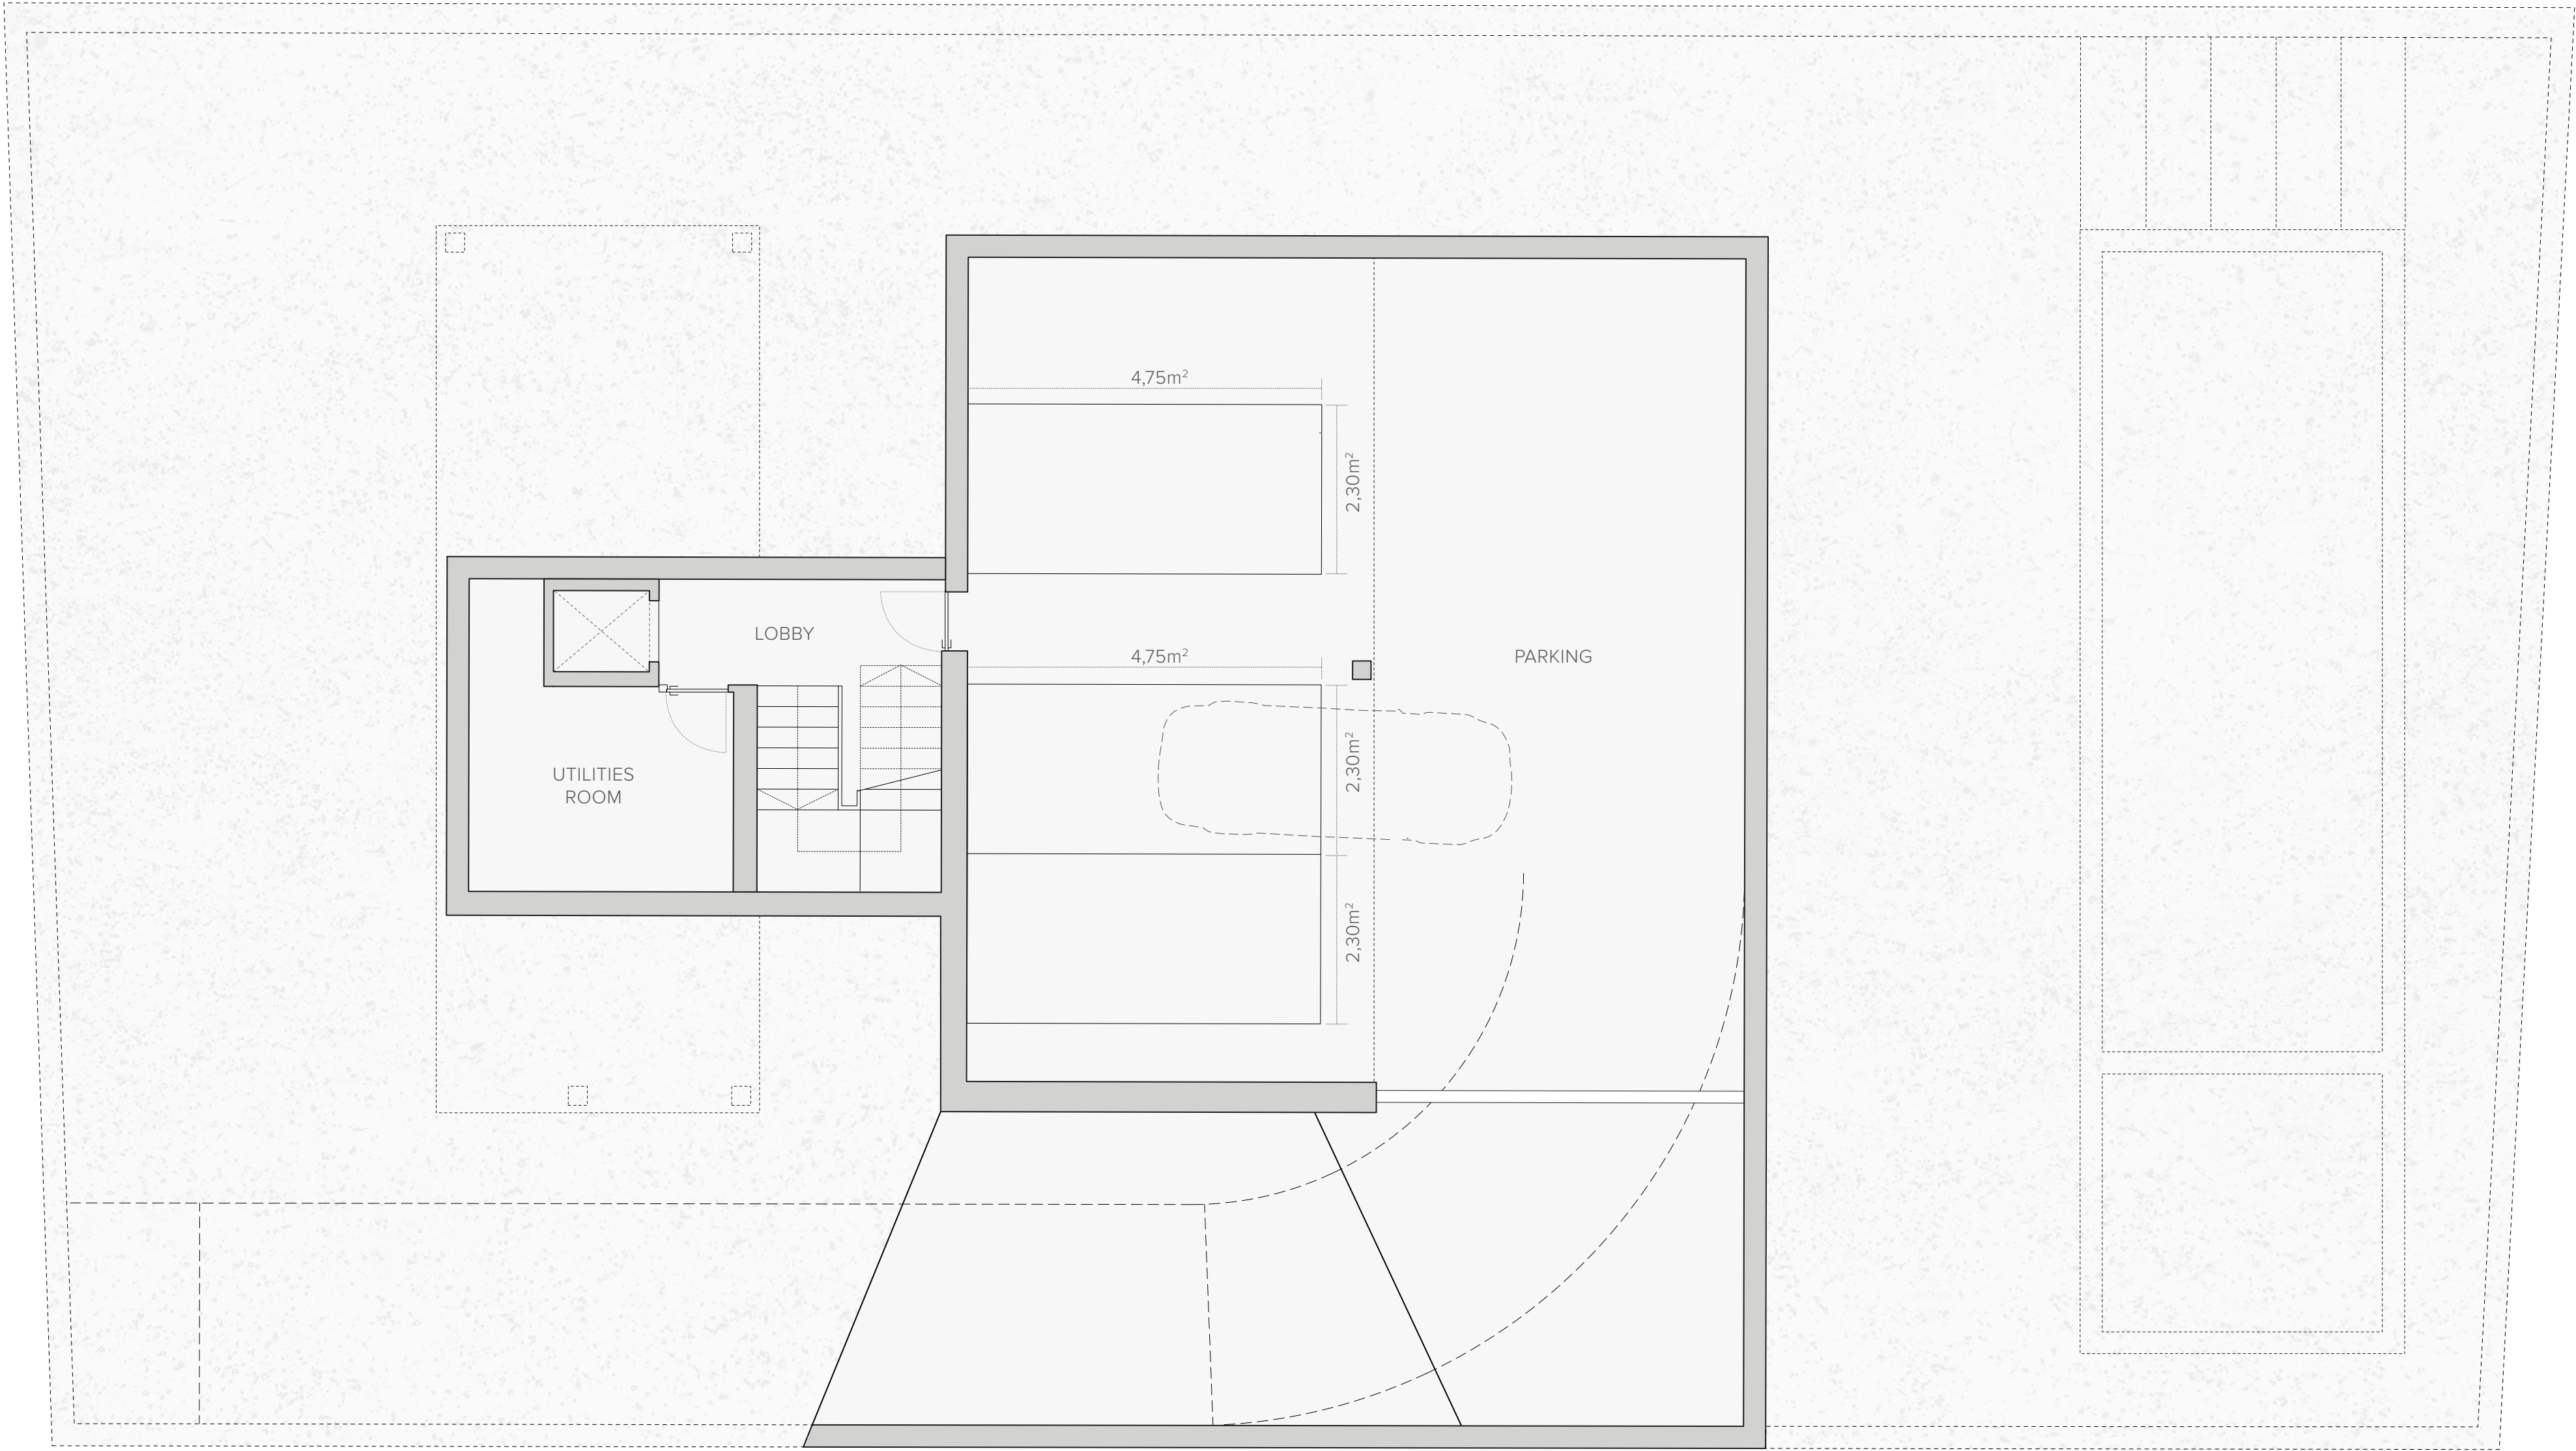 4,75m²
2,30m²
LOBBY
4,75m²
PARKING
2,30m²
UTILITIES
ROOM
2,30m²